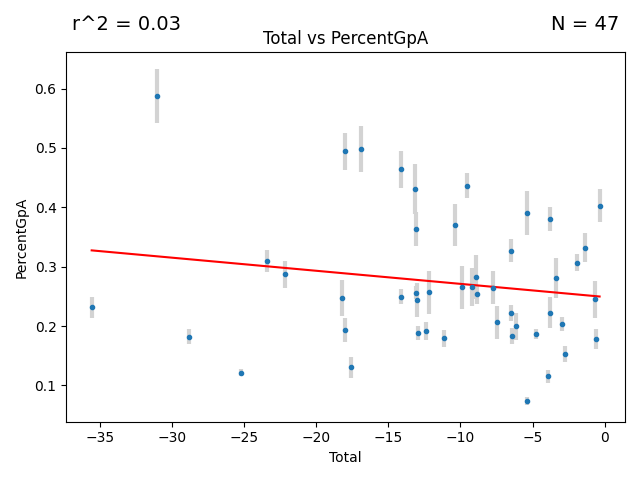 r^2 = 0.03
N = 47
Total vs PercentGpA
PercentGpA
0.6
0.5
0.4
0.3
0.2
0.1
−35
−30
−25
−20
−15
−10
−5
0
Total